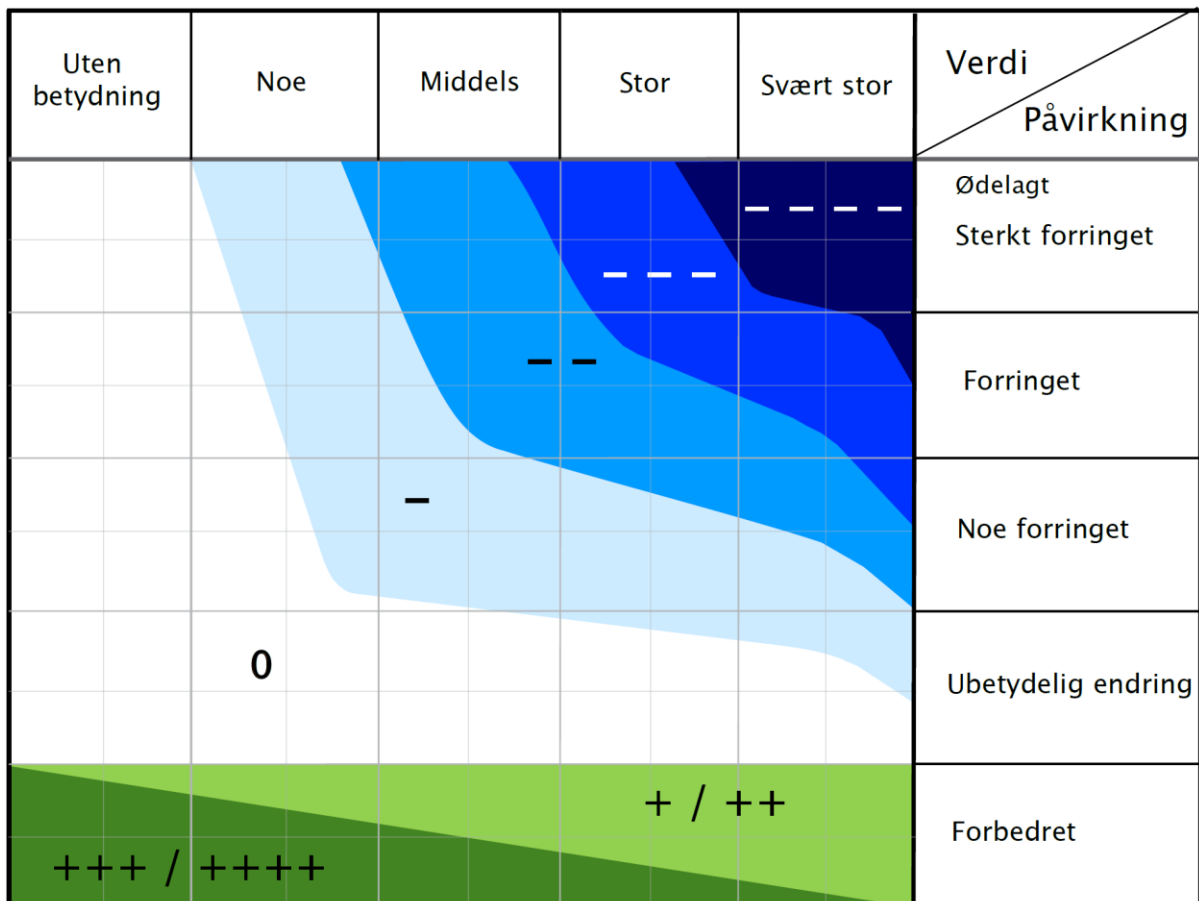 Uten
betydning
Noe
Middels
Stor
Svært stor
Verdi
Påvirkning
Ødelagt
– – – –
Sterkt forringet
– – –
– –
Forringet
–
Noe forringet
0
Ubetydelig endring
+ / ++
Forbedret
+++ / ++++